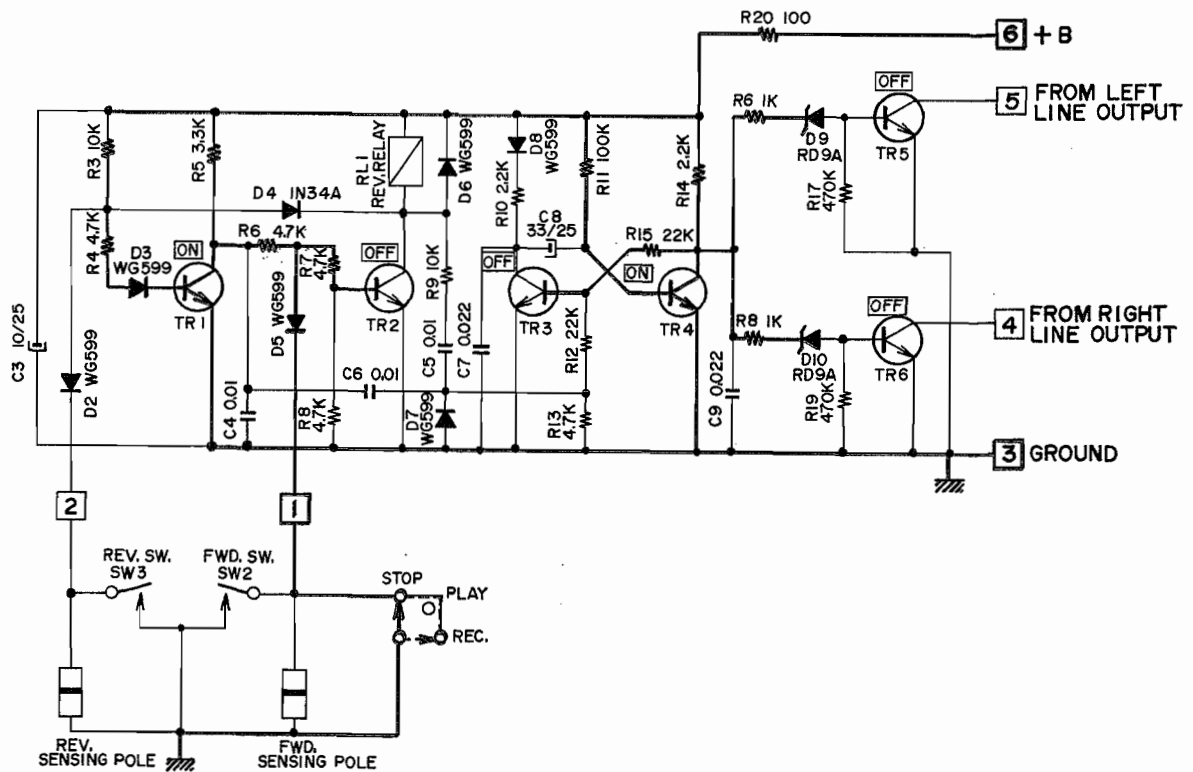 R20 100
6 + B
OFF
5 FROM LEFT
LINE OUTPUT
R6 1K
D9
RD9A
TR5
R17
470K
R3 10K
R5 3.3K
RL1
REV.RELAY
D6 WG599
D8
WG599
R10 2.2K
R11 100K
R14 2.2K
D4 1N34A
R4 4.7K
D3
WG599
ON
R6 4.7K
R7
4.7K
OFF
R9 10K
C8
33/25
OFF
R15 22K
ON
TR1
D5 WG599
TR2
C5 0.01
C7 0.022
TR3
R12 22K
TR4
R8 1K
D10
RD9A
OFF
TR6
R19
470K
4 FROM RIGHT
LINE OUTPUT
C3 10/25
D2 WG599
C4 0.01
R8
4.7K
C6 0.01
D7
WG599
R13
4.7K
C9 0.022
3 GROUND
2
1
REV. SW.
SW3
FWD. SW.
SW2
STOP
PLAY
REC.
REV.
SENSING POLE
FWD.
SENSING POLE